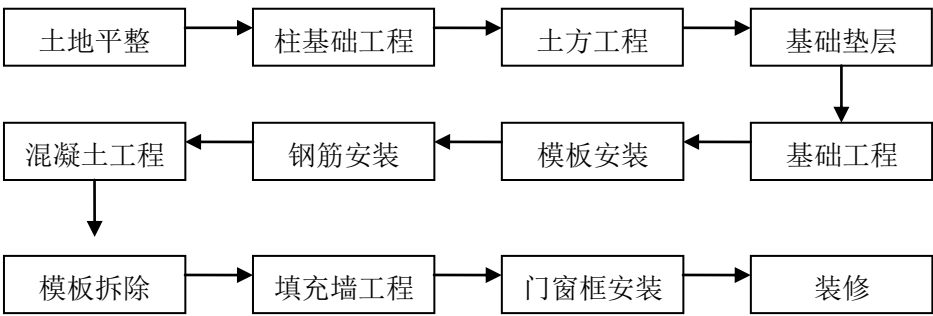 土地平整
柱基础工程
土方工程
基础垫层
基础工程
模板安装
钢筋安装
混凝土工程
模板拆除
填充墙工程
门窗框安装
装修